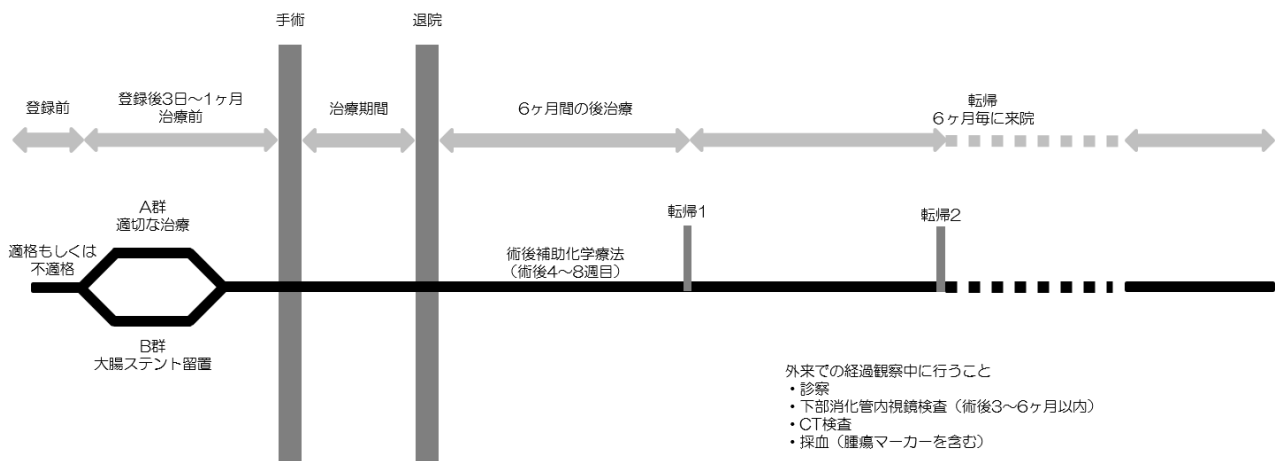 手術
退院
登録前
登録後3日〜1ヶ月
治療前
治療期間
6ヶ月間の後治療
転帰
6ヶ月毎に来院
A群
適切な治療
適格もしくは
不適格
B群
大腸ステント留置
術後補助化学療法
（術後4〜8週目）
転帰1
転帰2
外来での経過観察中に行うこと
・診察
・下部消化管内視鏡検査（術後3〜6ヶ月以内）
・CT検査
・採血（腫瘍マーカーを含む）